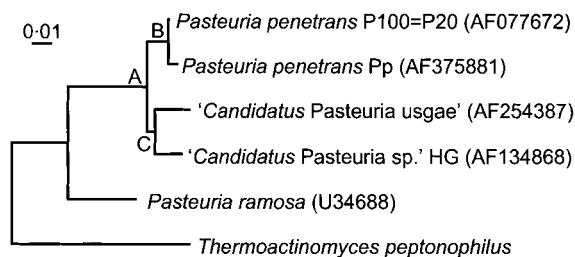 0·01
B
Pasteuria penetrans P100=P20 (AF077672)
A
Pasteuria penetrans Pp (AF375881)
'Candidatus Pasteuria usgae' (AF254387)
C
'Candidatus Pasteuria sp.' HG (AF134868)
Pasteuria ramosa (U34688)
Thermoactinomyces peptonophilus